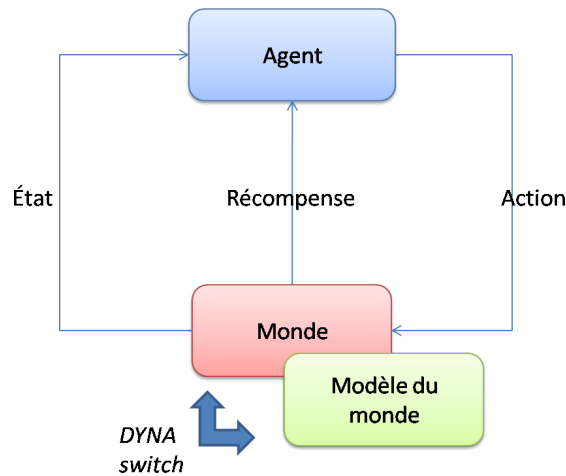 Agent
État
Récompense
Action
Monde
Modèle du
monde
DYNA
switch